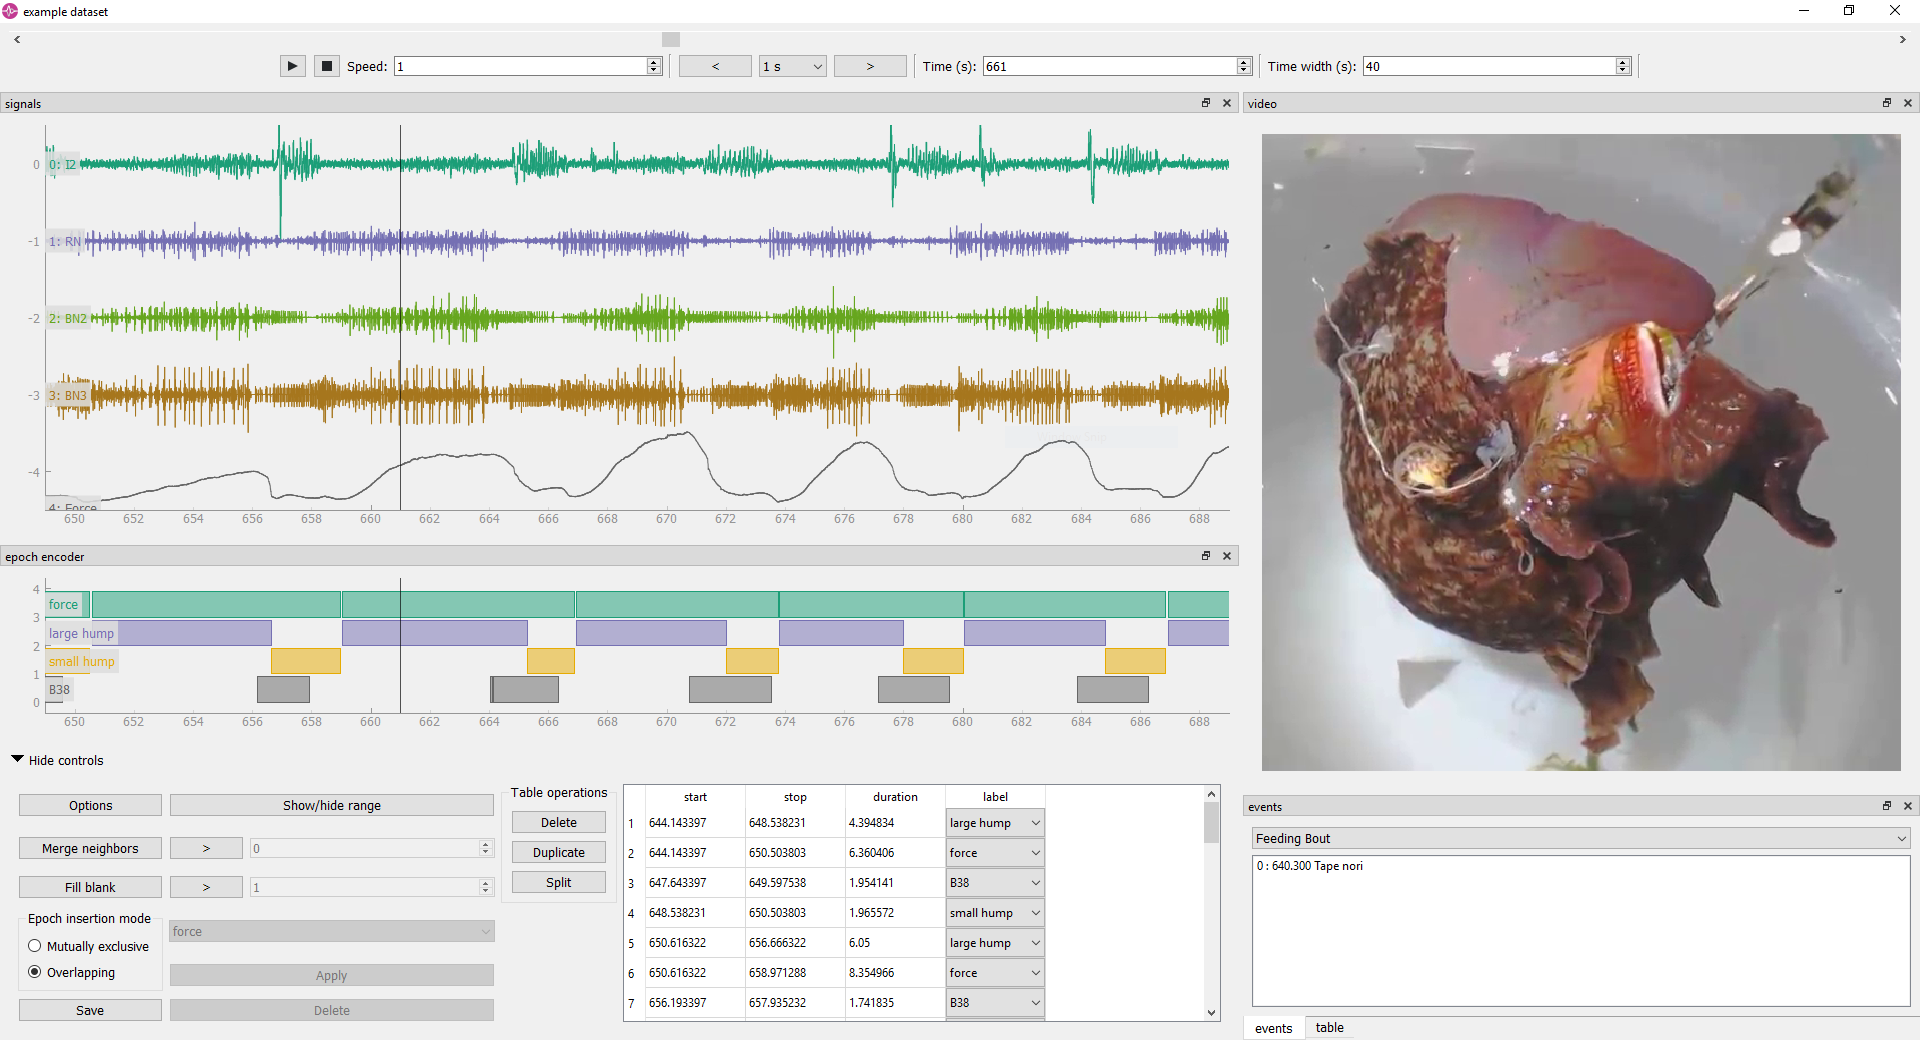 example dataset
Speed: 1
<
1 s
>
Time (s): 661
Time width (s): 40
signals
0
0: I2
-1
1: RN
-2
2: BN2
-3
3: BN3
-4
4: Force
650 652 654 656 658 660 662 664 666 668 670 672 674 676 678 680 682 684 686 688
epoch encoder
4
force
3
large hump
2
small hump
1
B38
0
650 652 654 656 658 660 662 664 666 668 670 672 674 676 678 680 682 684 686 688
Hide controls
Options
Show/hide range
Merge neighbors
>
0
Fill blank
>
1
Epoch insertion mode
Mutually exclusive
Overlapping
force
Apply
Save
Delete
Table operations
Delete
Duplicate
Split
start stop duration label
1 644.143397 648.538231 4.394834 large hump
2 644.143397 650.503803 6.360406 force
3 647.643397 649.597538 1.954141 B38
4 648.538231 650.503803 1.965572 small hump
5 650.616322 656.666322 6.05 large hump
6 650.616322 658.971288 8.354966 force
7 656.193397 657.935232 1.741835 B38
video
events
Feeding Bout
0 : 640.300 Tape nori
events
table